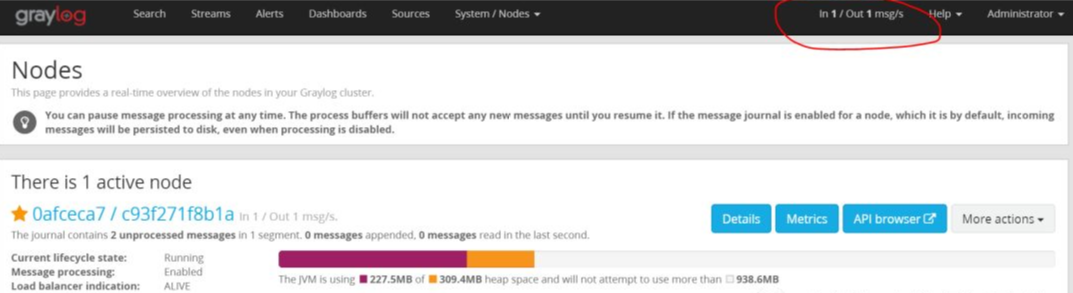 graylog Search Streams Alerts Dashboards Sources System / Nodes In 1 / Out 1 msg/s Help Administrator
Nodes
This page provides a real-time overview of the nodes in your Graylog cluster.
You can pause message processing at any time. The process buffers will not accept any new messages until you resume it. If the message journal is enabled for a node, which it is by default, incoming
messages will be persisted to disk, even when processing is disabled.
There is 1 active node
0afceca7 / c93f271f8b1a In 1 / Out 1 msg/s. Details Metrics API browser More actions
The journal contains 2 unprocessed messages in 1 segment. 0 messages appended, 0 messages read in the last second.
Current lifecycle state: Running
Message processing: Enabled
Load balancer indication: ALIVE
The JVM is using 227.5MB of 309.4MB heap space and will not attempt to use more than 938.6MB